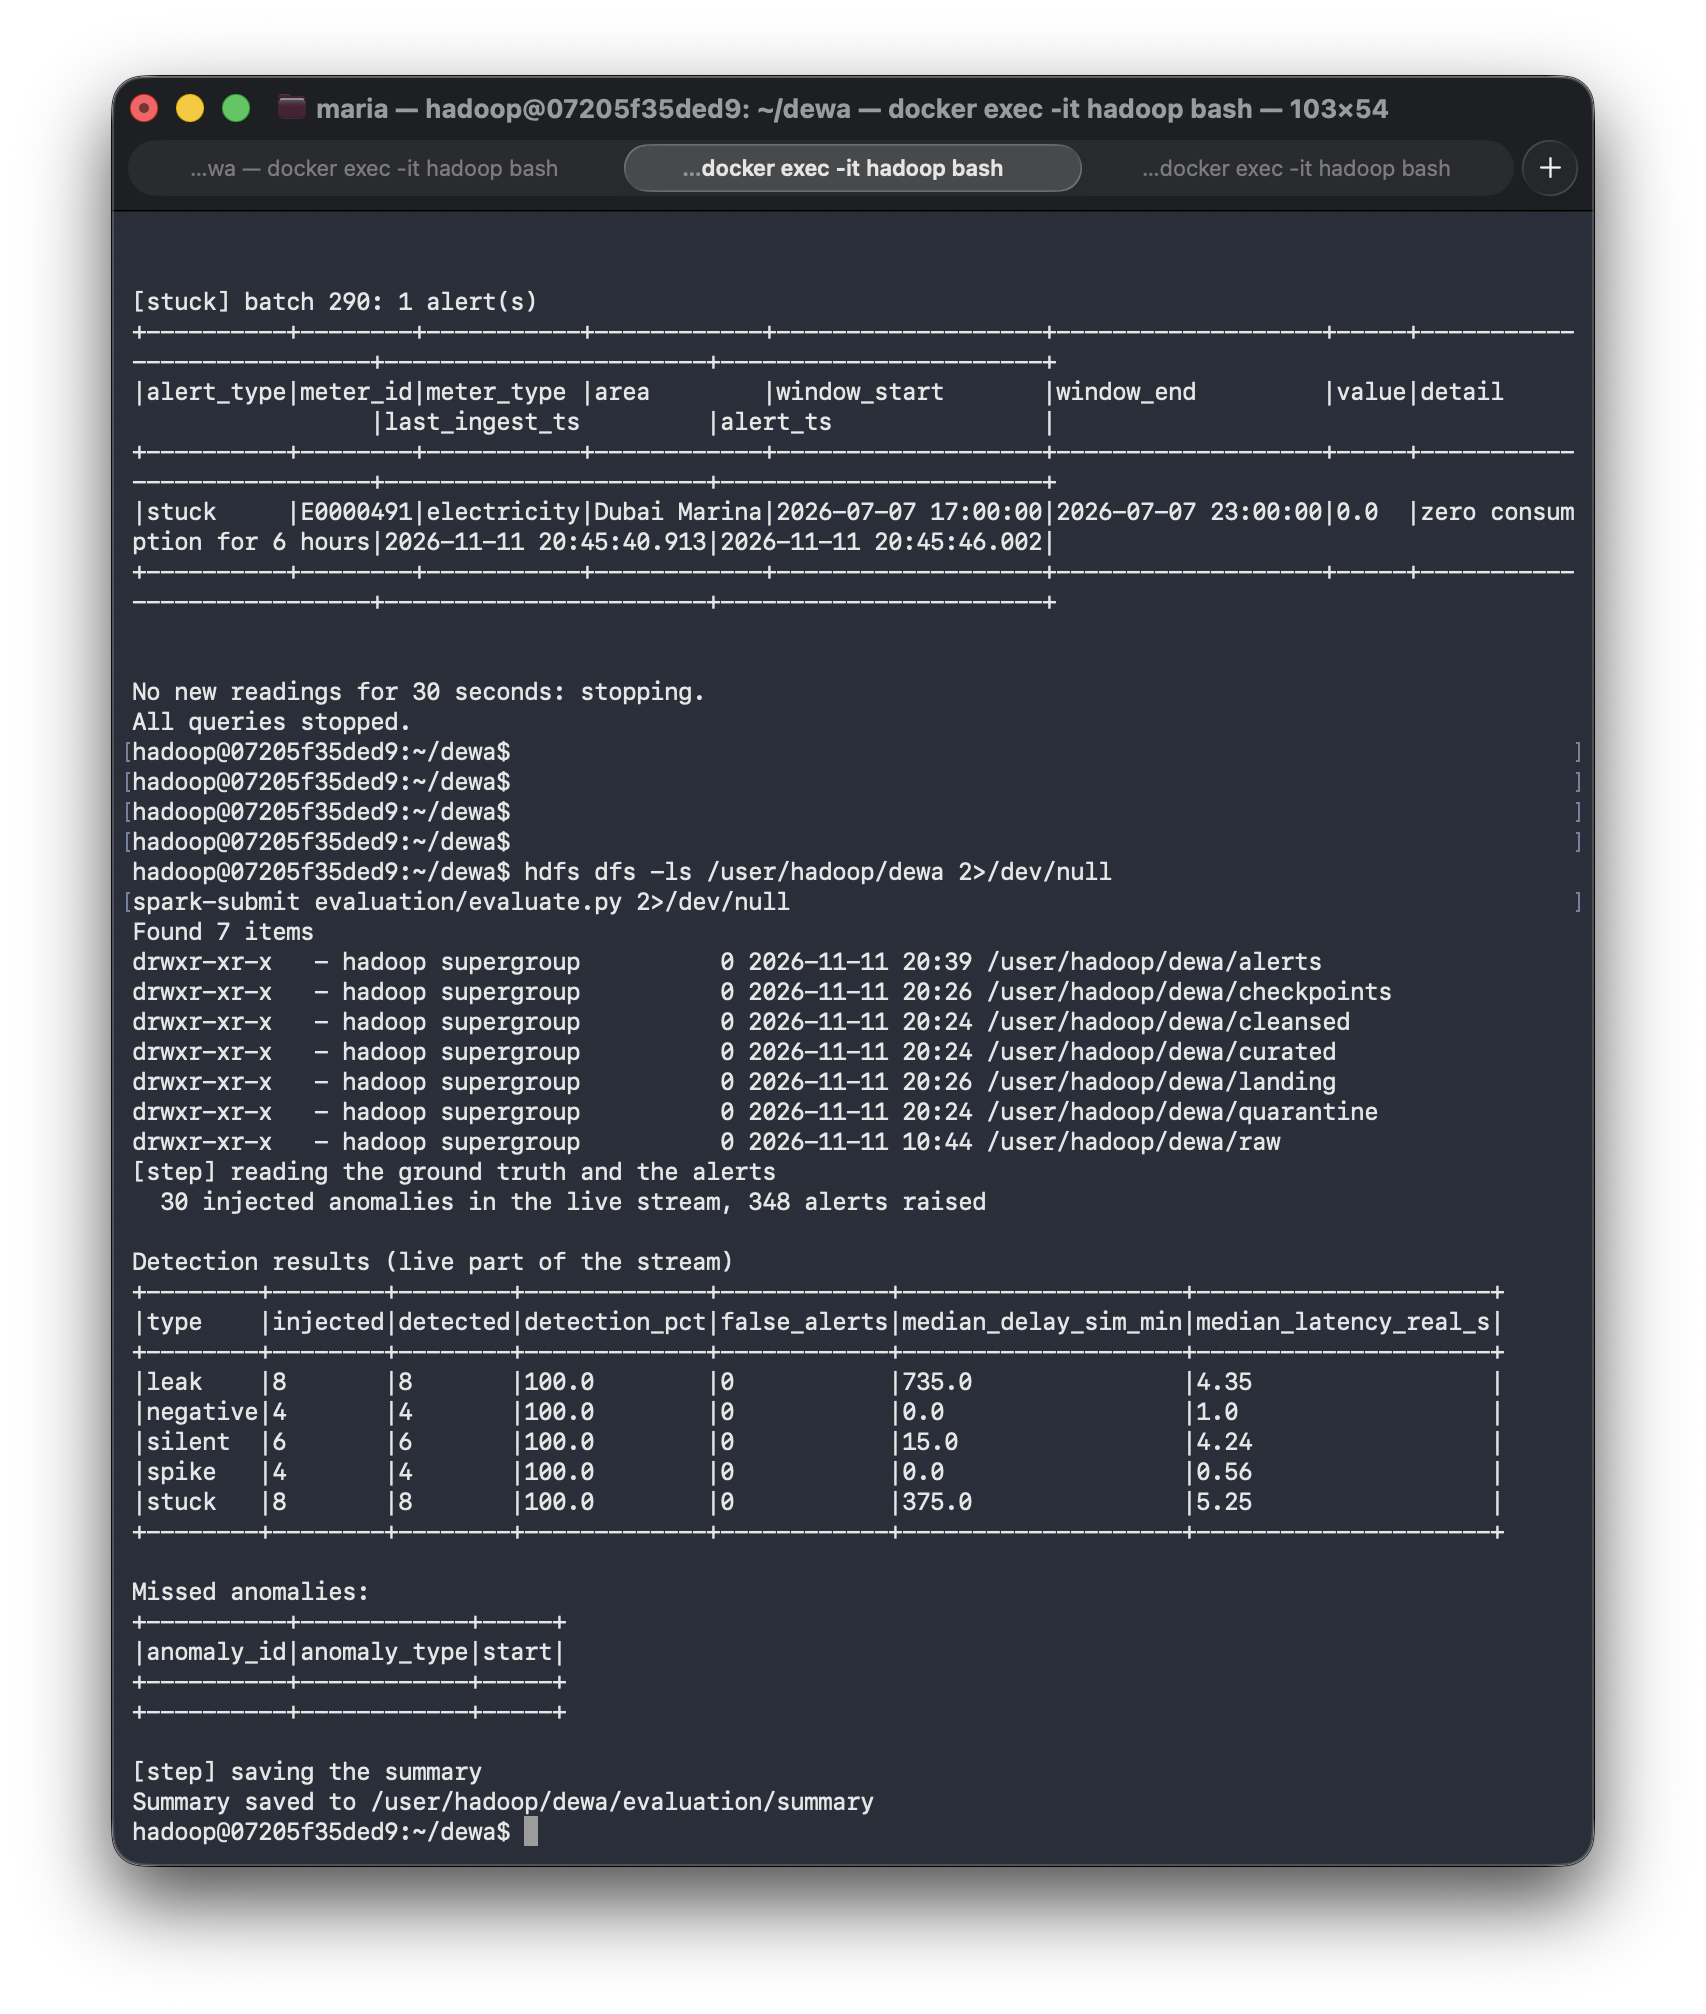 maria — hadoop@07205f35ded9: ~/dewa — docker exec -it hadoop bash — 103×54
...wa — docker exec -it hadoop bash ...docker exec -it hadoop bash ...docker exec -it hadoop bash +
[stuck] batch 290: 1 alert(s)
+----------+--------+-----------+------------+-------------------+-------------------+-----+-----------
-----------------+-----------------------+-----------------------+
|alert_type|meter_id|meter_type |area        |window_start       |window_end         |value|detail
                 |last_ingest_ts         |alert_ts               |
+----------+--------+-----------+------------+-------------------+-------------------+-----+-----------
-----------------+-----------------------+-----------------------+
|stuck     |E0000491|electricity|Dubai Marina|2026-07-07 17:00:00|2026-07-07 23:00:00|0.0  |zero consum
ption for 6 hours|2026-11-11 20:45:40.913|2026-11-11 20:45:46.002|
+----------+--------+-----------+------------+-------------------+-------------------+-----+-----------
-----------------+-----------------------+-----------------------+
No new readings for 30 seconds: stopping.
All queries stopped.
[hadoop@07205f35ded9:~/dewa$ ]
[hadoop@07205f35ded9:~/dewa$ ]
[hadoop@07205f35ded9:~/dewa$ ]
[hadoop@07205f35ded9:~/dewa$ ]
hadoop@07205f35ded9:~/dewa$ hdfs dfs -ls /user/hadoop/dewa 2>/dev/null
[spark-submit evaluation/evaluate.py 2>/dev/null ]
Found 7 items
drwxr-xr-x   - hadoop supergroup          0 2026-11-11 20:39 /user/hadoop/dewa/alerts
drwxr-xr-x   - hadoop supergroup          0 2026-11-11 20:26 /user/hadoop/dewa/checkpoints
drwxr-xr-x   - hadoop supergroup          0 2026-11-11 20:24 /user/hadoop/dewa/cleansed
drwxr-xr-x   - hadoop supergroup          0 2026-11-11 20:24 /user/hadoop/dewa/curated
drwxr-xr-x   - hadoop supergroup          0 2026-11-11 20:26 /user/hadoop/dewa/landing
drwxr-xr-x   - hadoop supergroup          0 2026-11-11 20:24 /user/hadoop/dewa/quarantine
drwxr-xr-x   - hadoop supergroup          0 2026-11-11 10:44 /user/hadoop/dewa/raw
[step] reading the ground truth and the alerts
  30 injected anomalies in the live stream, 348 alerts raised
Detection results (live part of the stream)
+--------+--------+--------+-------------+------------+--------------------+---------------------+
|type    |injected|detected|detection_pct|false_alerts|median_delay_sim_min|median_latency_real_s|
+--------+--------+--------+-------------+------------+--------------------+---------------------+
|leak    |8       |8       |100.0        |0           |735.0               |4.35                 |
|negative|4       |4       |100.0        |0           |0.0                 |1.0                  |
|silent  |6       |6       |100.0        |0           |15.0                |4.24                 |
|spike   |4       |4       |100.0        |0           |0.0                 |0.56                 |
|stuck   |8       |8       |100.0        |0           |375.0               |5.25                 |
+--------+--------+--------+-------------+------------+--------------------+---------------------+
Missed anomalies:
+----------+------------+-----+
|anomaly_id|anomaly_type|start|
+----------+------------+-----+
+----------+------------+-----+
[step] saving the summary
Summary saved to /user/hadoop/dewa/evaluation/summary
hadoop@07205f35ded9:~/dewa$